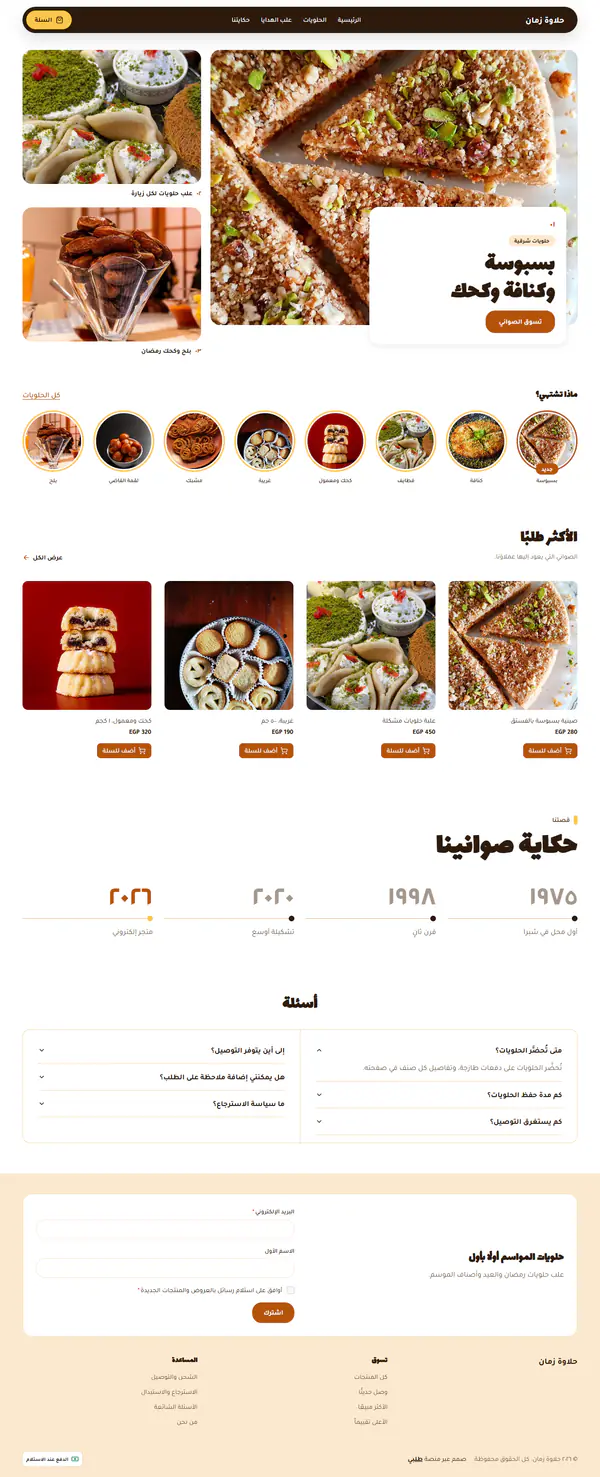 حلاوة زمان
الرئيسية
الحلويات
علب الهدايا
حكايتنا
السلة
٠١
حلويات شرقية
بسبوسة
وكنافة وكحك
تسوق الصواني
٠٢ علب حلويات لكل زيارة
٠٣ بلح وكحك رمضان
ماذا تشتهي؟
كل الحلويات
جديد
بسبوسة
كنافة
قطايف
كحك ومعمول
غريبة
مشبك
لقمة القاضي
بلح
الأكثر طلبًا
الصواني التي يعود إليها عملاؤنا.
عرض الكل
صينية بسبوسة بالفستق
EGP 280
أضف للسلة
علبة حلويات مشكلة
EGP 450
أضف للسلة
غريبة، ٥٠٠ جم
EGP 190
أضف للسلة
كحك ومعمول، ١ كجم
EGP 320
أضف للسلة
قصتنا
حكاية صوانينا
١٩٧٥
أول محل في شبرا
١٩٩٨
فرن ثانٍ
٢٠٢٠
تشكيلة أوسع
٢٠٢٦
متجر إلكتروني
أسئلة
متى تُحضَّر الحلويات؟
تُحضَّر الحلويات على دفعات طازجة، وتفاصيل كل صنف في صفحته.
كم مدة حفظ الحلويات؟
كم يستغرق التوصيل؟
إلى أين يتوفر التوصيل؟
هل يمكنني إضافة ملاحظة على الطلب؟
ما سياسة الاسترجاع؟
حلويات المواسم أولًا بأول
علب حلويات رمضان والعيد وأصناف الموسم.
البريد الإلكتروني *
الاسم الأول
أوافق على استلام رسائل بالعروض والمنتجات الجديدة *
اشترك
حلاوة زمان
تسوق
كل المنتجات
وصل حديثًا
الأكثر مبيعًا
الأعلى تقييماً
المساعدة
الشحن والتوصيل
الاسترجاع والاستبدال
الأسئلة الشائعة
من نحن
© ٢٠٢٦ حلاوة زمان. كل الحقوق محفوظة
صمم عبر منصة طلبي
الدفع عند الاستلام